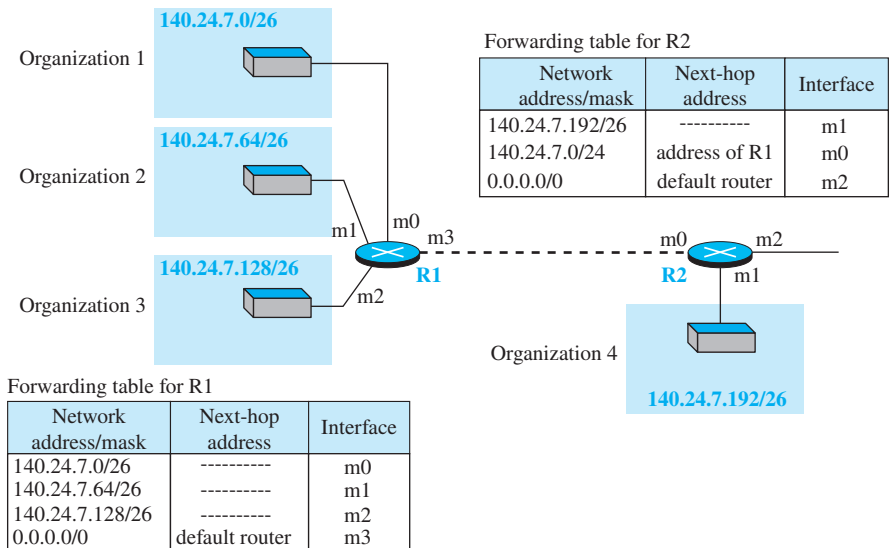 140.24.7.0/26
Organization 1
140.24.7.64/26
Organization 2
140.24.7.128/26
Organization 3
m0
m1
m3
m2
R1
Forwarding table for R2
Network address/mask Next-hop address Interface
140.24.7.192/26 ---------- m1
140.24.7.0/24 address of R1 m0
0.0.0.0/0 default router m2
m0
m2
R2
m1
Organization 4
140.24.7.192/26
Forwarding table for R1
Network address/mask Next-hop address Interface
140.24.7.0/26 ---------- m0
140.24.7.64/26 ---------- m1
140.24.7.128/26 ---------- m2
0.0.0.0/0 default router m3